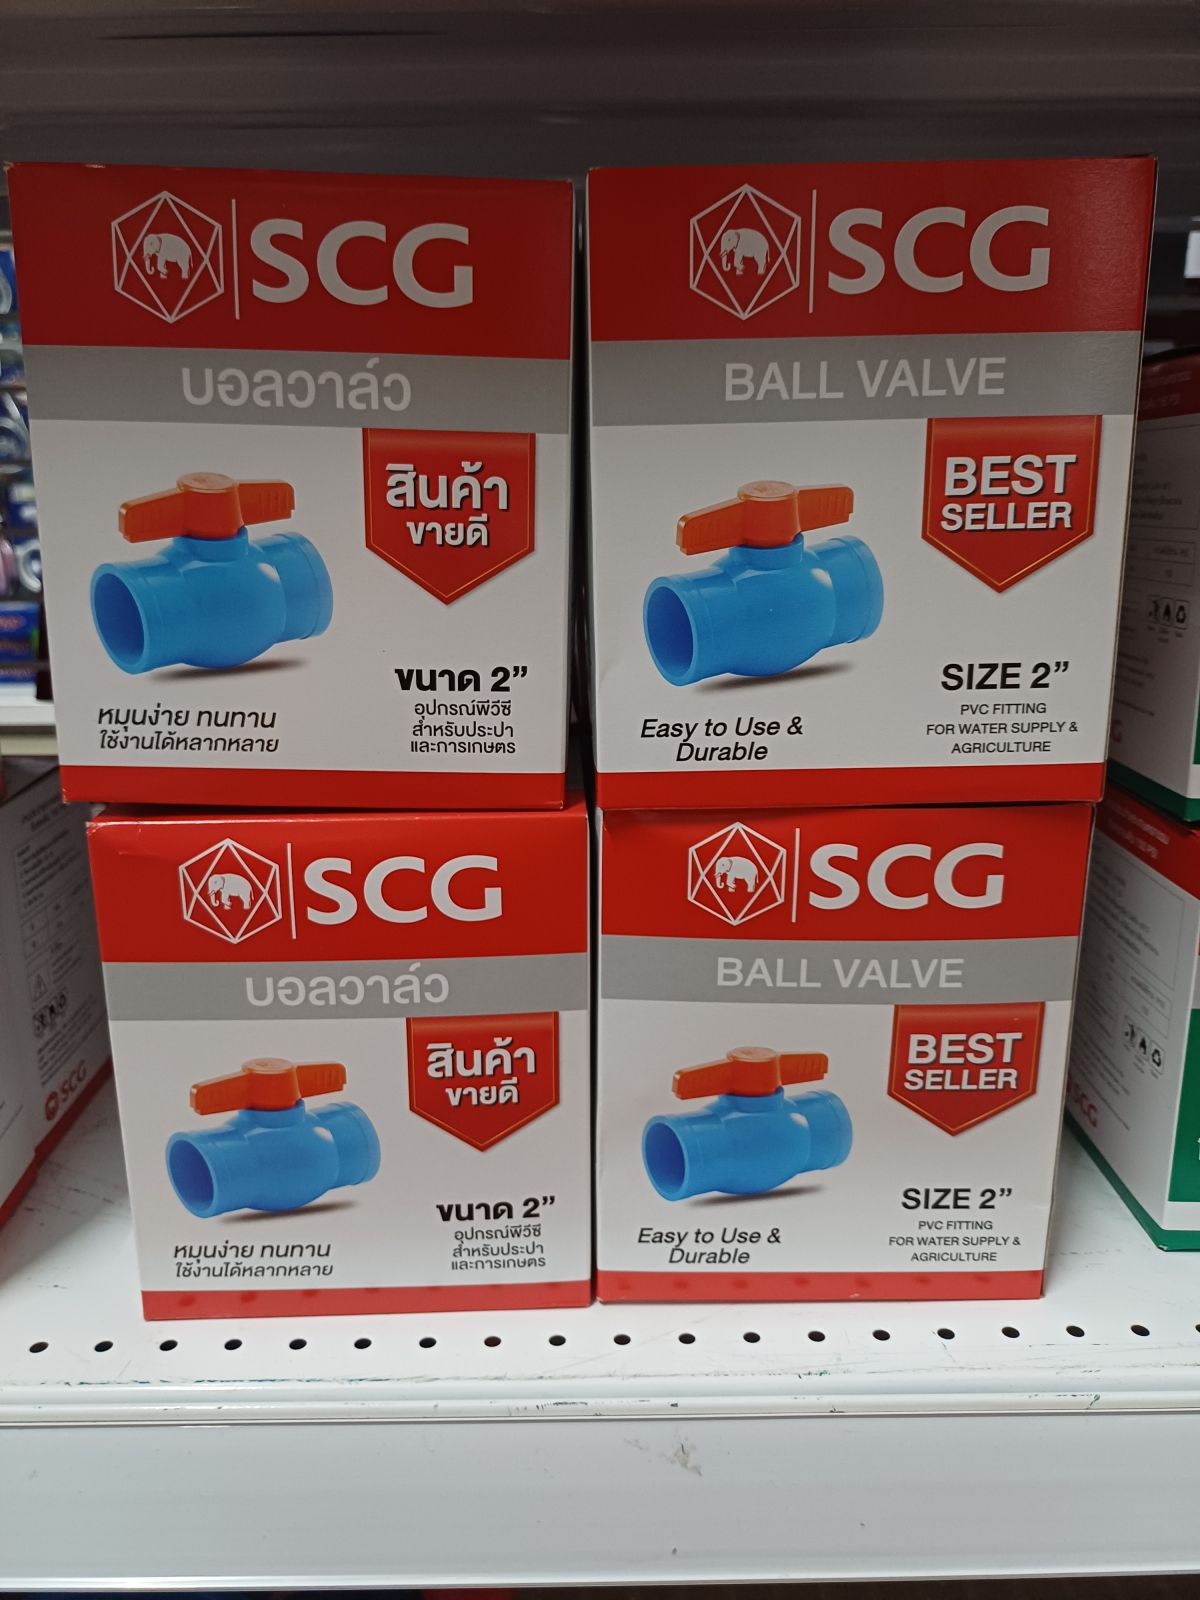 SCG
บอลวาล์ว
สินค้า
ขายดี
ขนาด 2”
อุปกรณ์พีวีซี
สำหรับประปา
และการเกษตร
หมุนง่าย ทนทาน
ใช้งานได้หลากหลาย
SCG
BALL VALVE
BEST
SELLER
SIZE 2”
PVC FITTING
FOR WATER SUPPLY &
AGRICULTURE
Easy to Use &
Durable
SCG
บอลวาล์ว
สินค้า
ขายดี
ขนาด 2”
อุปกรณ์พีวีซี
สำหรับประปา
และการเกษตร
หมุนง่าย ทนทาน
ใช้งานได้หลากหลาย
SCG
BALL VALVE
BEST
SELLER
SIZE 2”
PVC FITTING
FOR WATER SUPPLY &
AGRICULTURE
Easy to Use &
Durable
SCG
SCG